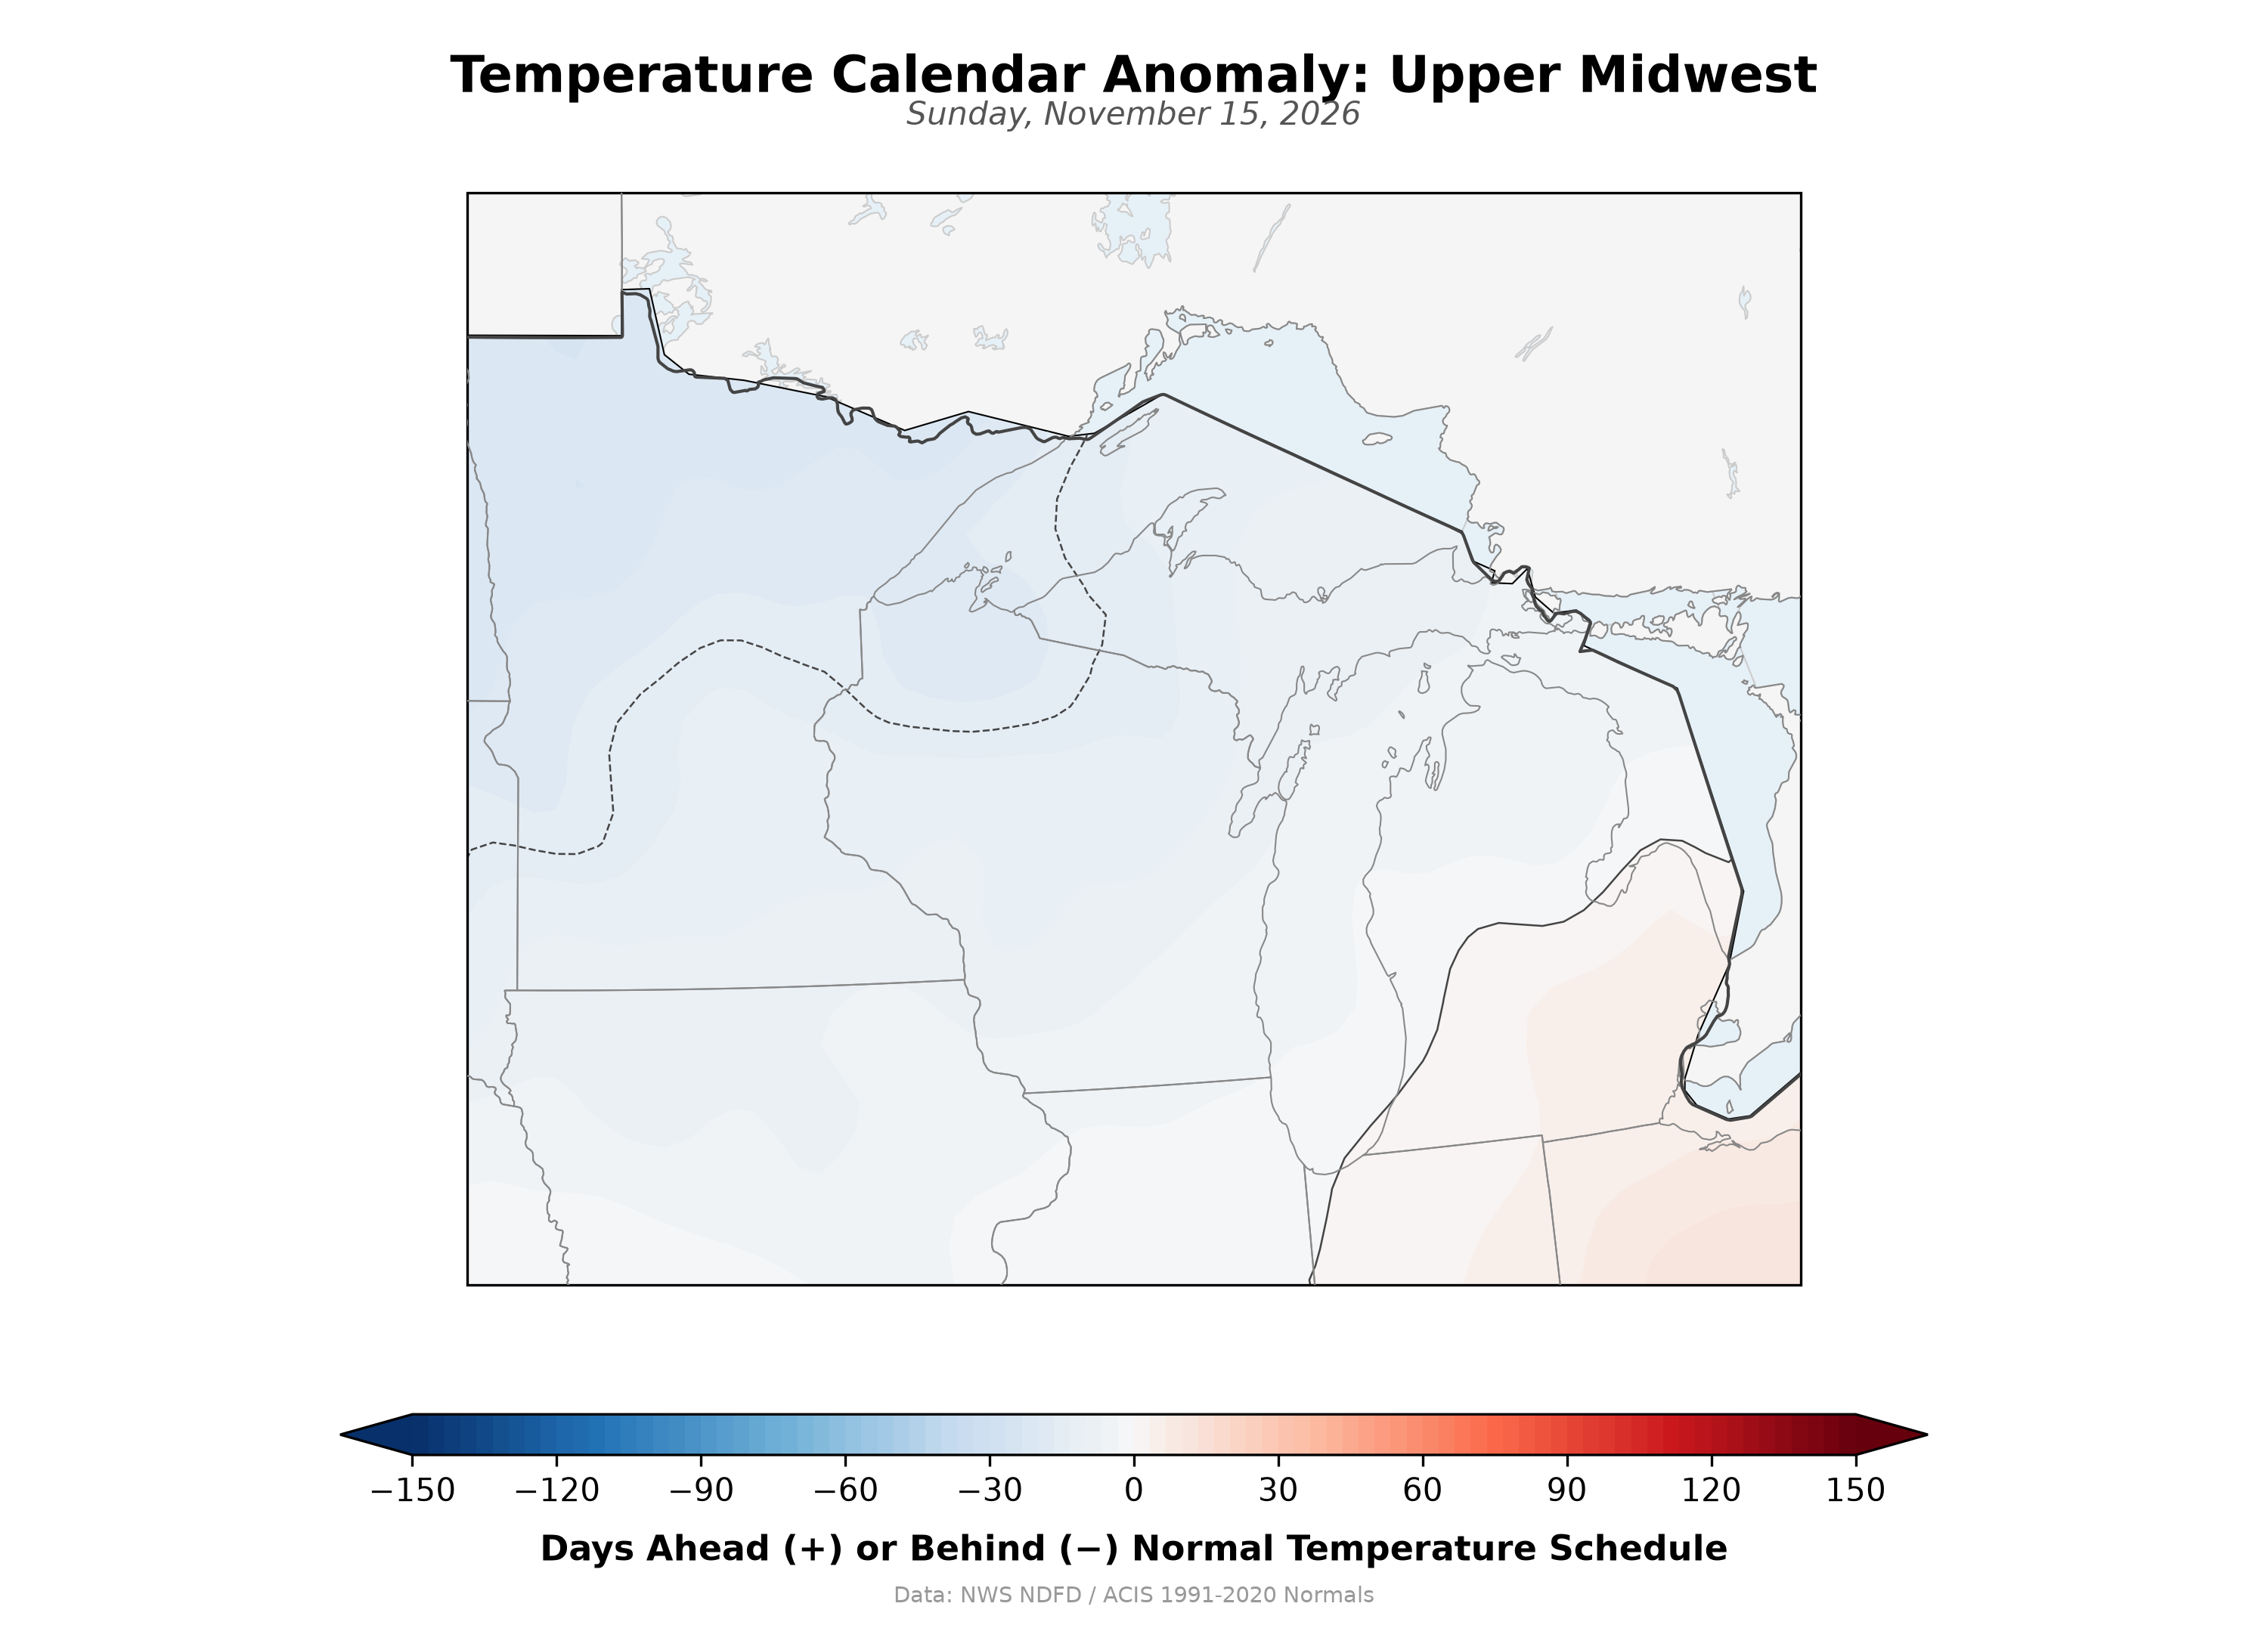 Temperature Calendar Anomaly: Upper Midwest
Sunday, November 15, 2026
−150 −120 −90 −60 −30 0 30 60 90 120 150
Days Ahead (+) or Behind (−) Normal Temperature Schedule
Data: NWS NDFD / ACIS 1991-2020 Normals